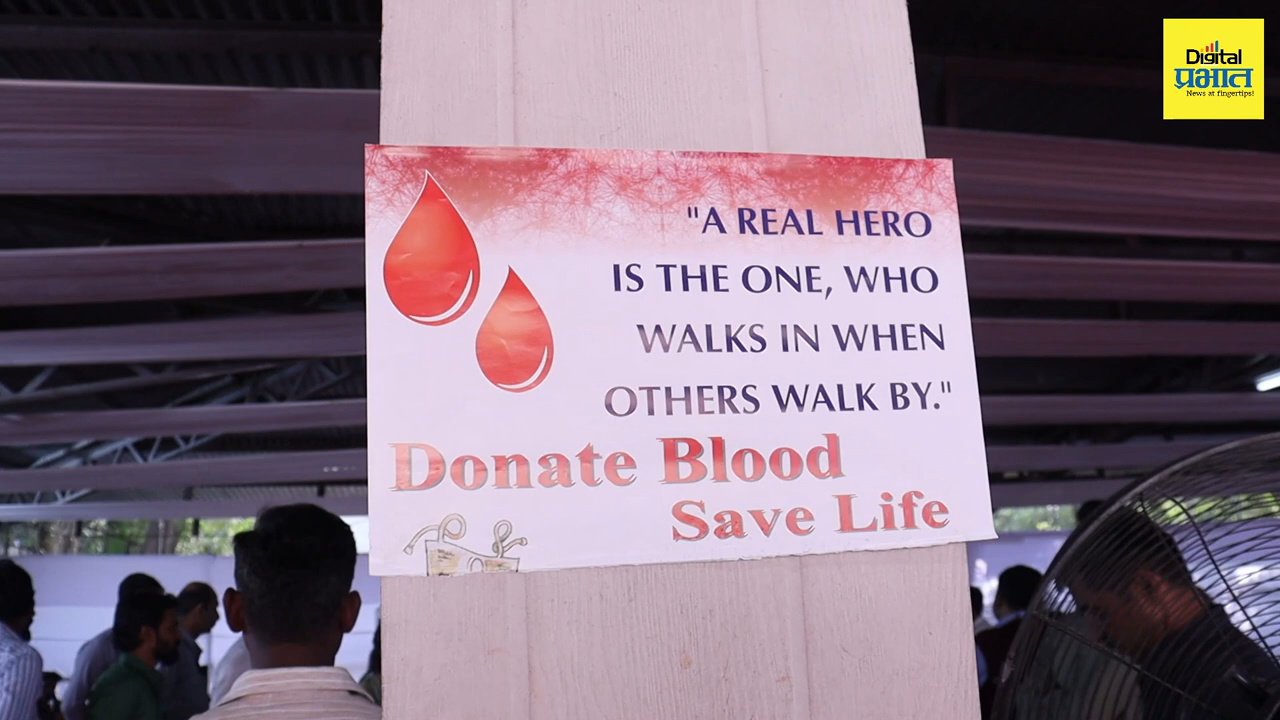 "A REAL HERO
IS THE ONE, WHO
WALKS IN WHEN
OTHERS WALK BY."
Donate Blood
Save Life
Digital
प्रभात
News at fingertips!